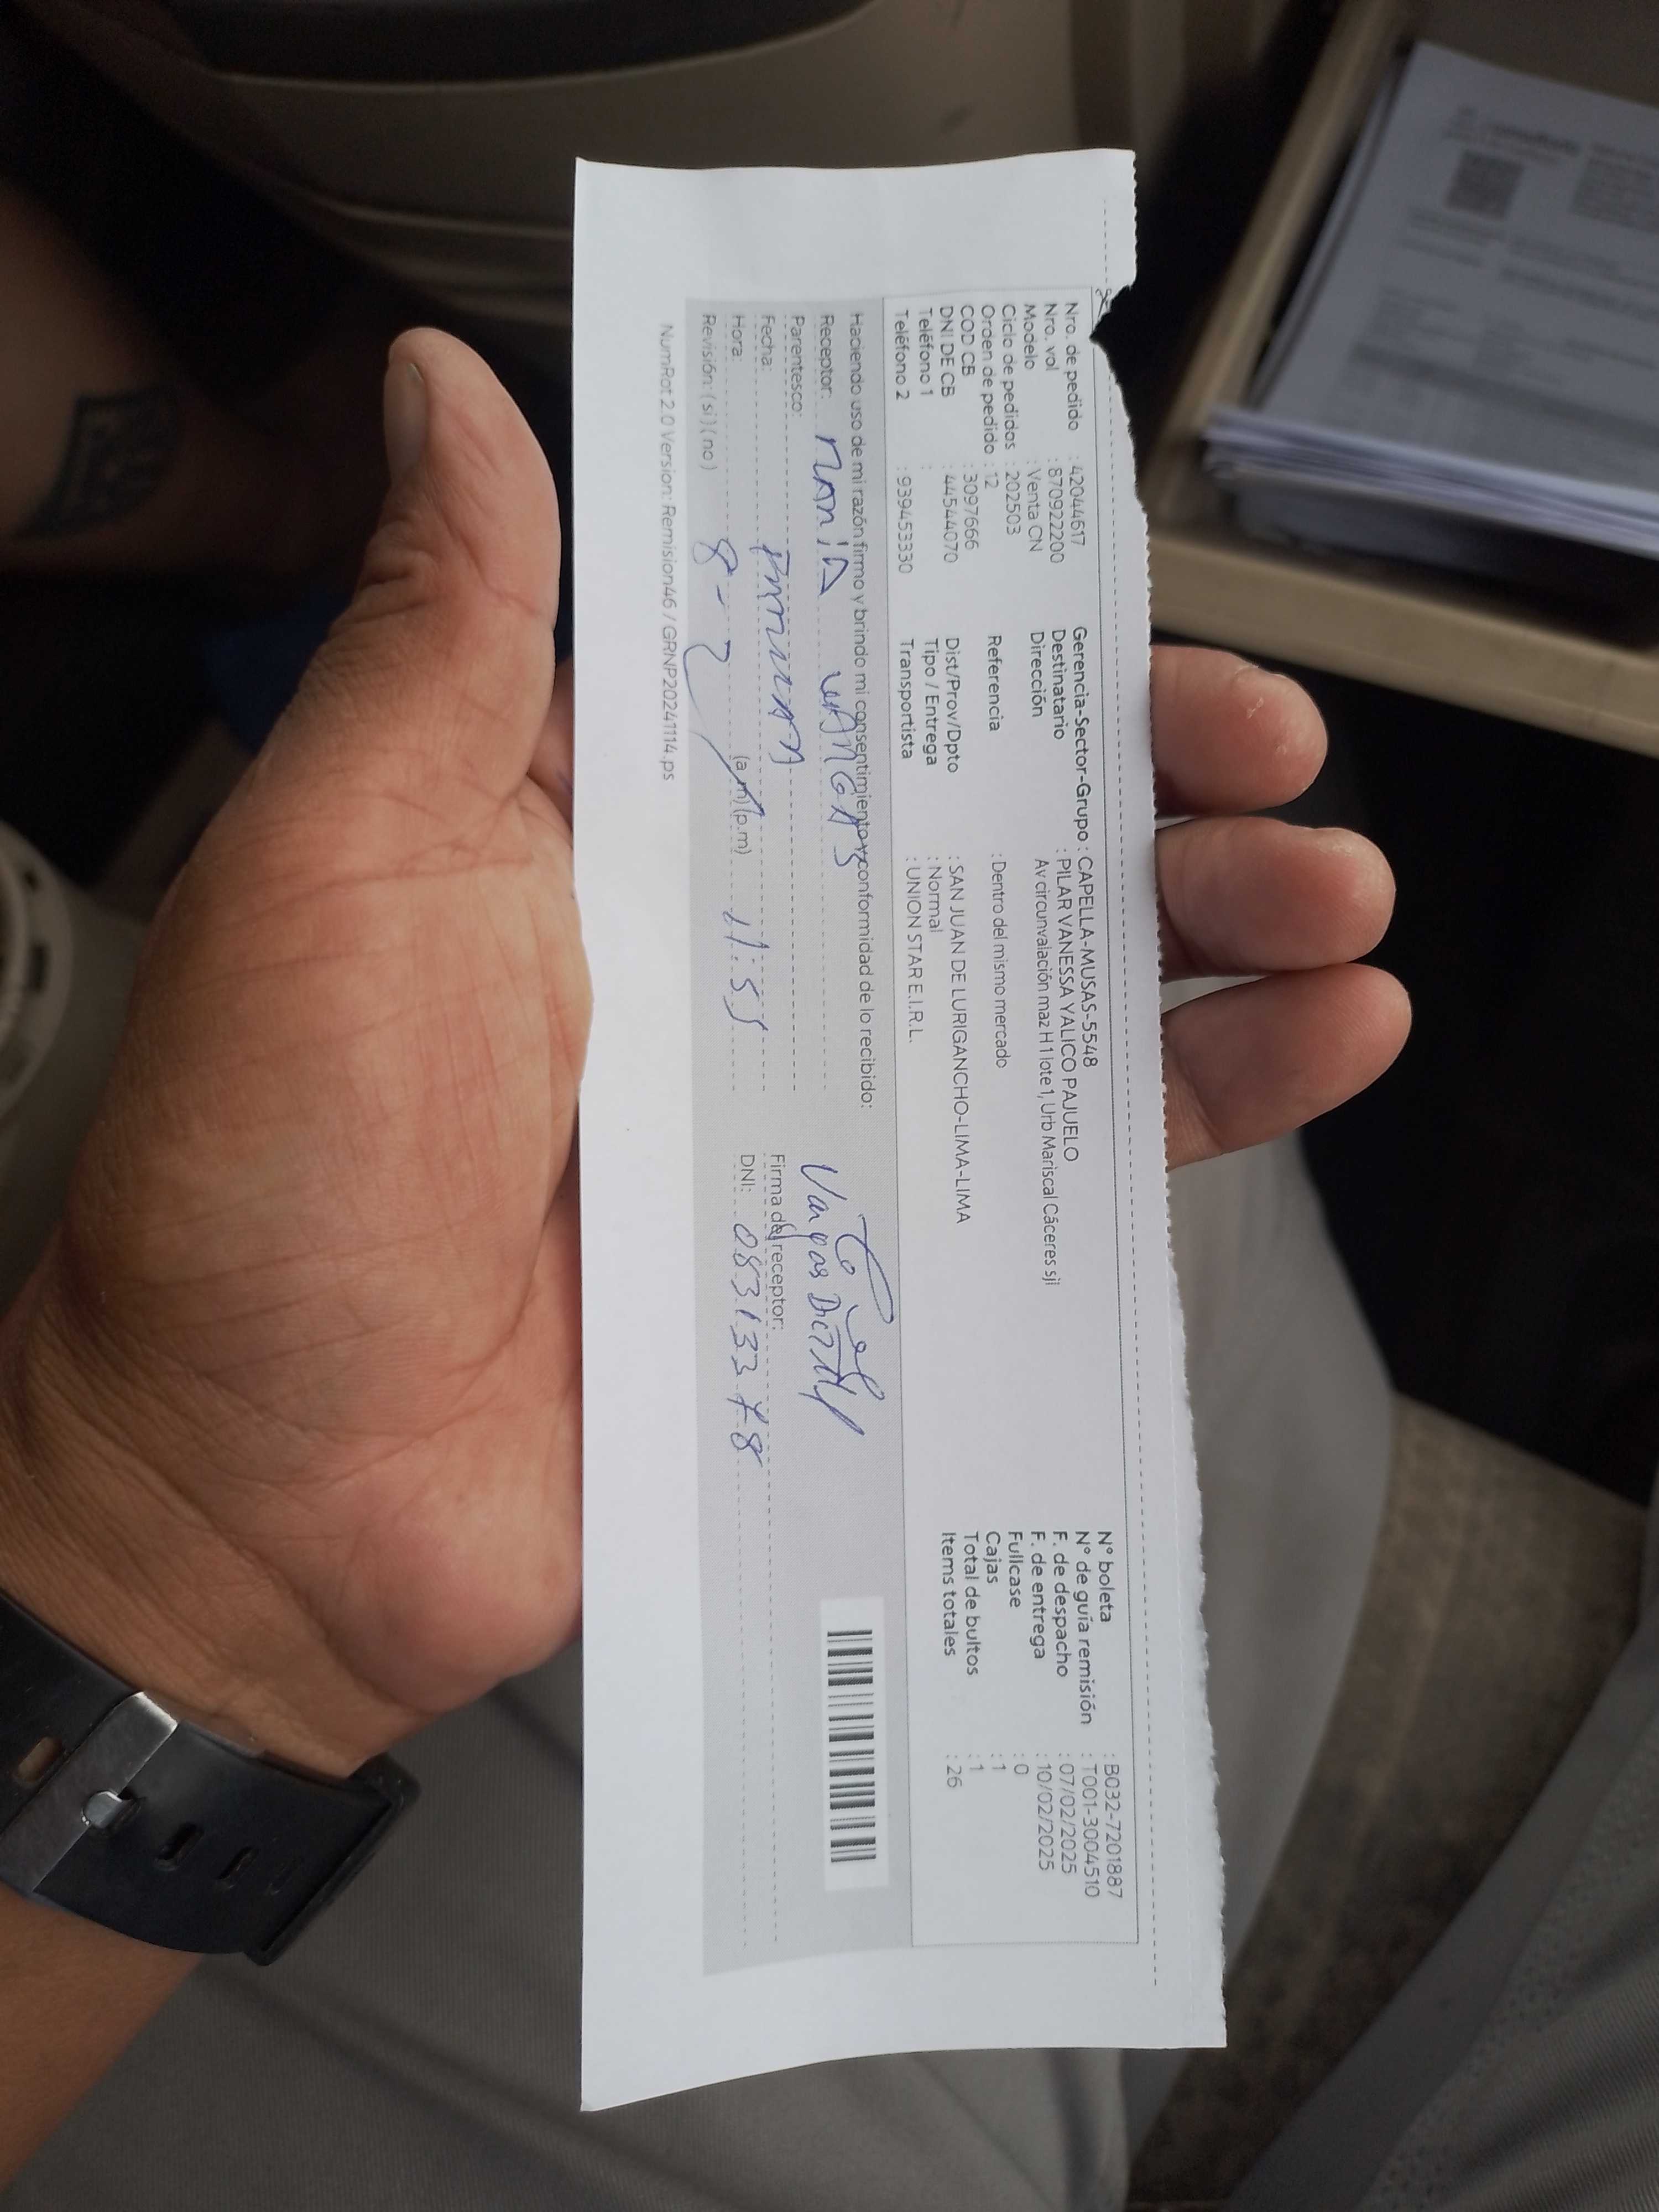 Nro. de pedido : 42044617
Nro. vol : 870922200
Modelo : Venta CN
Ciclo de pedidos : 202503
Orden de pedido : 12
COD CB : 3097666
DNI DE CB : 44544070
Teléfono 1 :
Teléfono 2 : 939453330
Gerencia-Sector-Grupo : CAPELLA-MUSAS-5548
Destinatario : PILAR VANESSA YALICO PAJUELO
Dirección Av circunvalación maz H 1 lote 1, Urb Mariscal Cáceres sjl
Referencia : Dentro del mismo mercado
Dist/Prov/Dpto : SAN JUAN DE LURIGANCHO-LIMA-LIMA
Tipo / Entrega : Normal
Transportista : UNION STAR E.I.R.L.
N° boleta : B032-7201887
N° de guía remisión : T001-3004510
F. de despacho : 07/02/2025
F. de entrega : 10/02/2025
Fullcase : 0
Cajas : 1
Total de bultos : 1
Items totales : 26
Haciendo uso de mi razón firmo y brindo mi consentimiento y conformidad de lo recibido:
Receptor: MARIA VARGAS
Parentesco:
Fecha:
Hora: (a.m) (p.m) 11:55
Revisión: (si) (no)
Vargas
Firma del receptor:
DNI: 08313378
NumRot 2.0 Version: Remision46 / GRNP20241114.ps